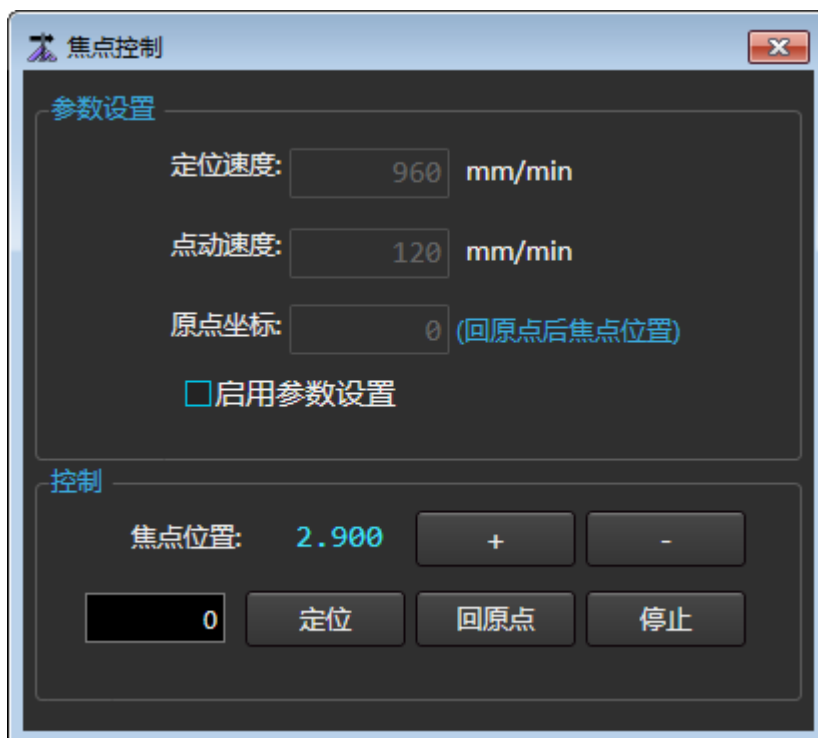 焦点控制
参数设置
定位速度: 960 mm/min
点动速度: 120 mm/min
原点坐标: 0 (回原点后焦点位置)
启用参数设置
控制
焦点位置: 2.900 + -
0 定位 回原点 停止